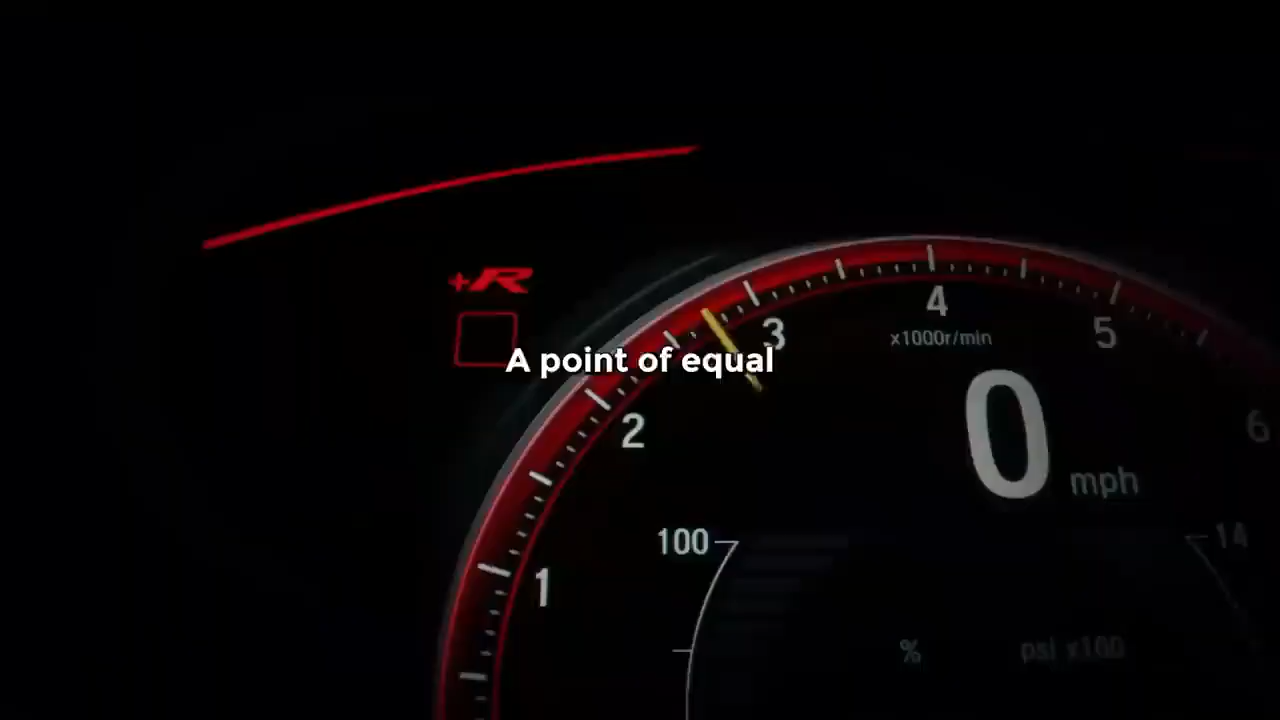 +R
4
3
5
x1000r/min
A point of equal
2
6
0 mph
100
14
1
%
psi x100